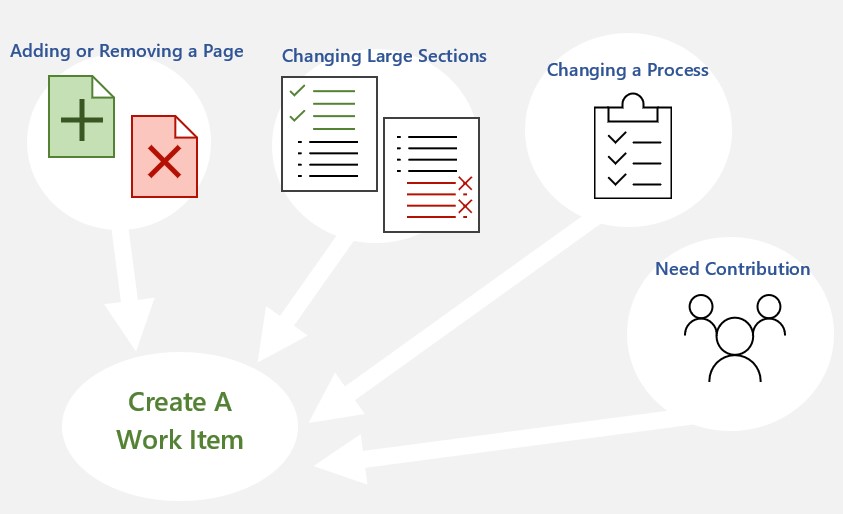 Adding or Removing a Page
Changing Large Sections
Changing a Process
Need Contribution
Create A
Work Item